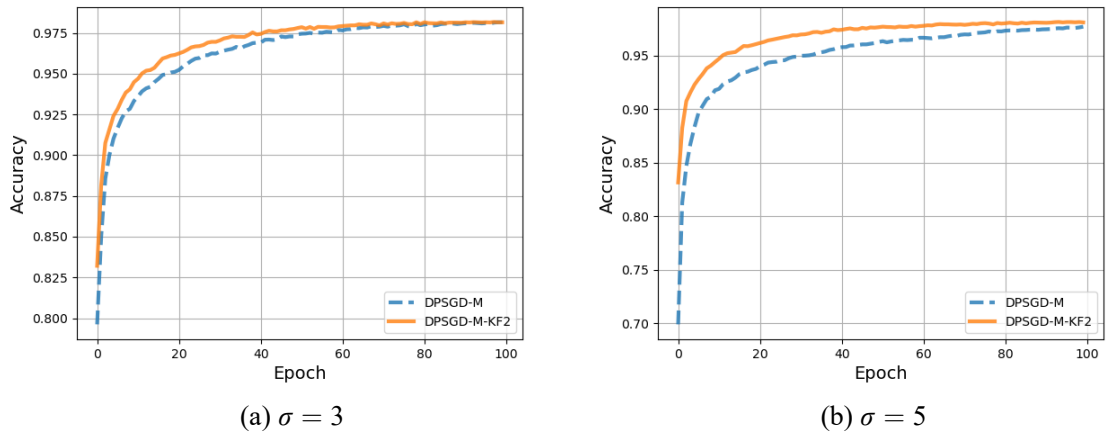 0.975
0.950
0.925
0.900
0.875
0.850
0.825
0.800
Accuracy
0 20 40 60 80 100
Epoch
DPSGD-M
DPSGD-M-KF2
(a) σ = 3
0.95
0.90
0.85
0.80
0.75
0.70
Accuracy
0 20 40 60 80 100
Epoch
DPSGD-M
DPSGD-M-KF2
(b) σ = 5